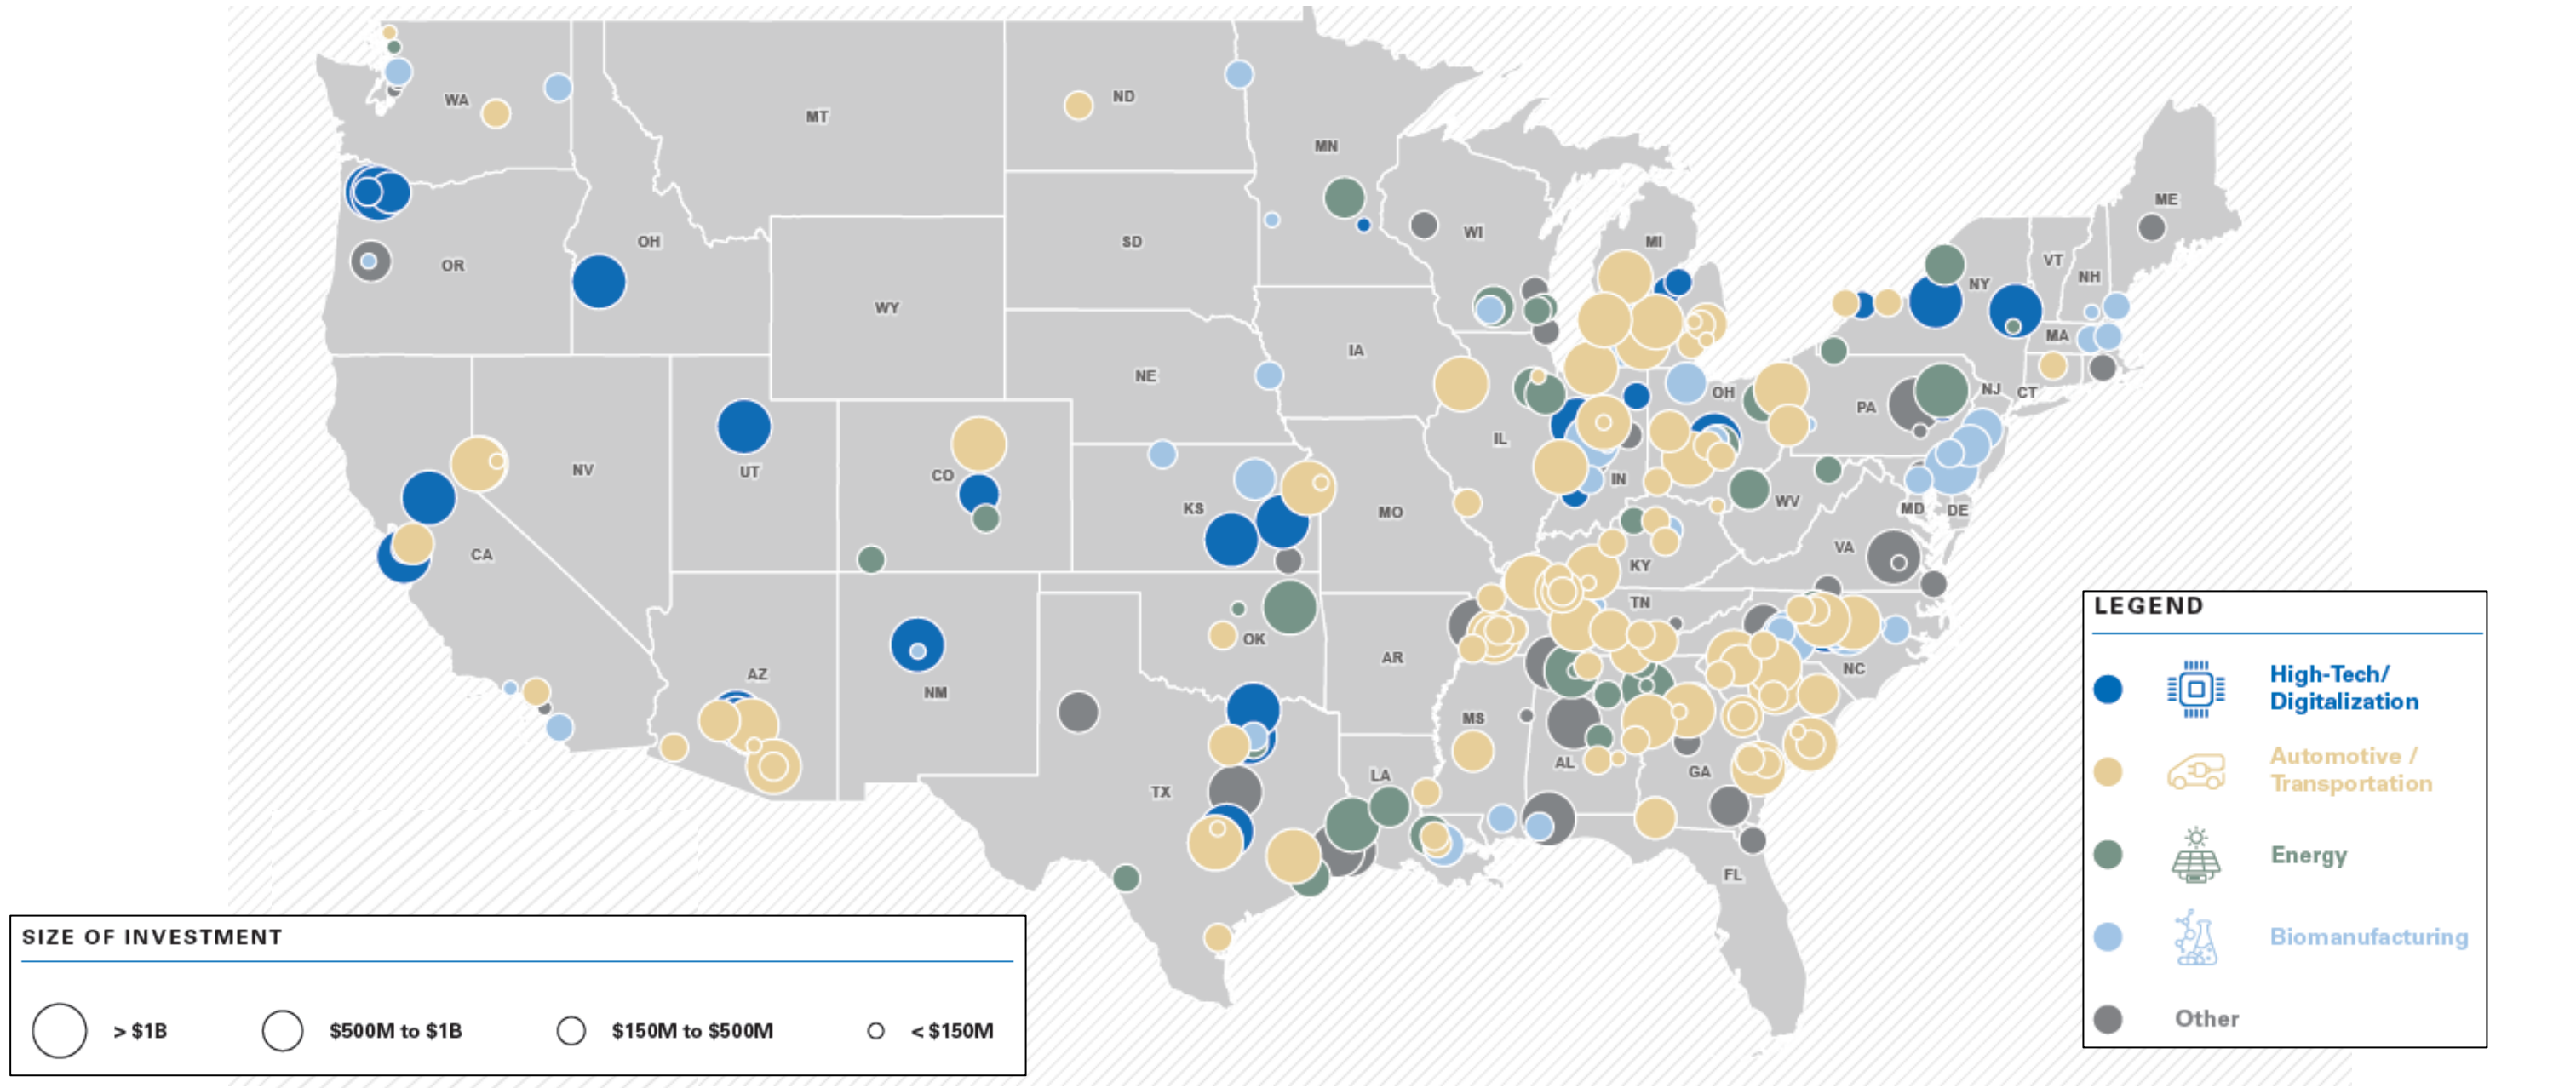 WA
MT
ND
MN
ME
OR
OH
SD
WI
MI
NY
VT
NH
WY
IA
MA
NE
OH
NJ
CT
PA
NV
UT
CO
IL
IN
KS
MO
WV
MD
DE
CA
KY
VA
TN
OK
AR
NC
AZ
NM
MS
AL
GA
TX
LA
FL
LEGEND
High-Tech/
Digitalization
Automotive /
Transportation
Energy
Biomanufacturing
Other
SIZE OF INVESTMENT
> $1B
$500M to $1B
$150M to $500M
< $150M